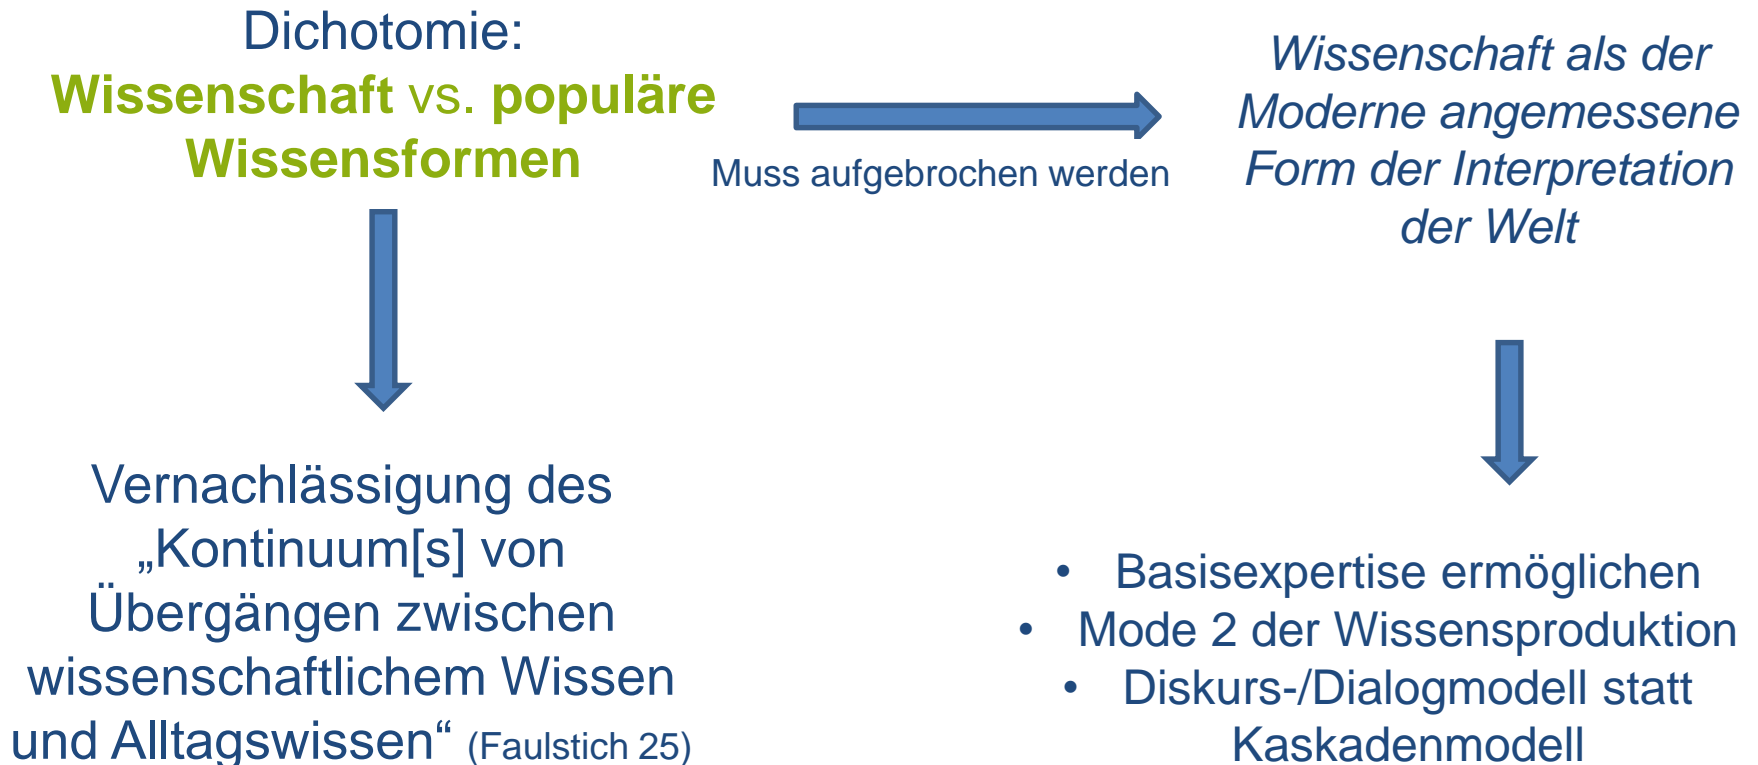 Dichotomie:
Wissenschaft vs. populäre
Wissensformen
Muss aufgebrochen werden
Wissenschaft als der
Moderne angemessene
Form der Interpretation
der Welt
Vernachlässigung des
„Kontinuum[s] von
Übergängen zwischen
wissenschaftlichem Wissen
und Alltagswissen“ (Faulstich 25)
• Basisexpertise ermöglichen
• Mode 2 der Wissensproduktion
• Diskurs-/Dialogmodell statt
Kaskadenmodell